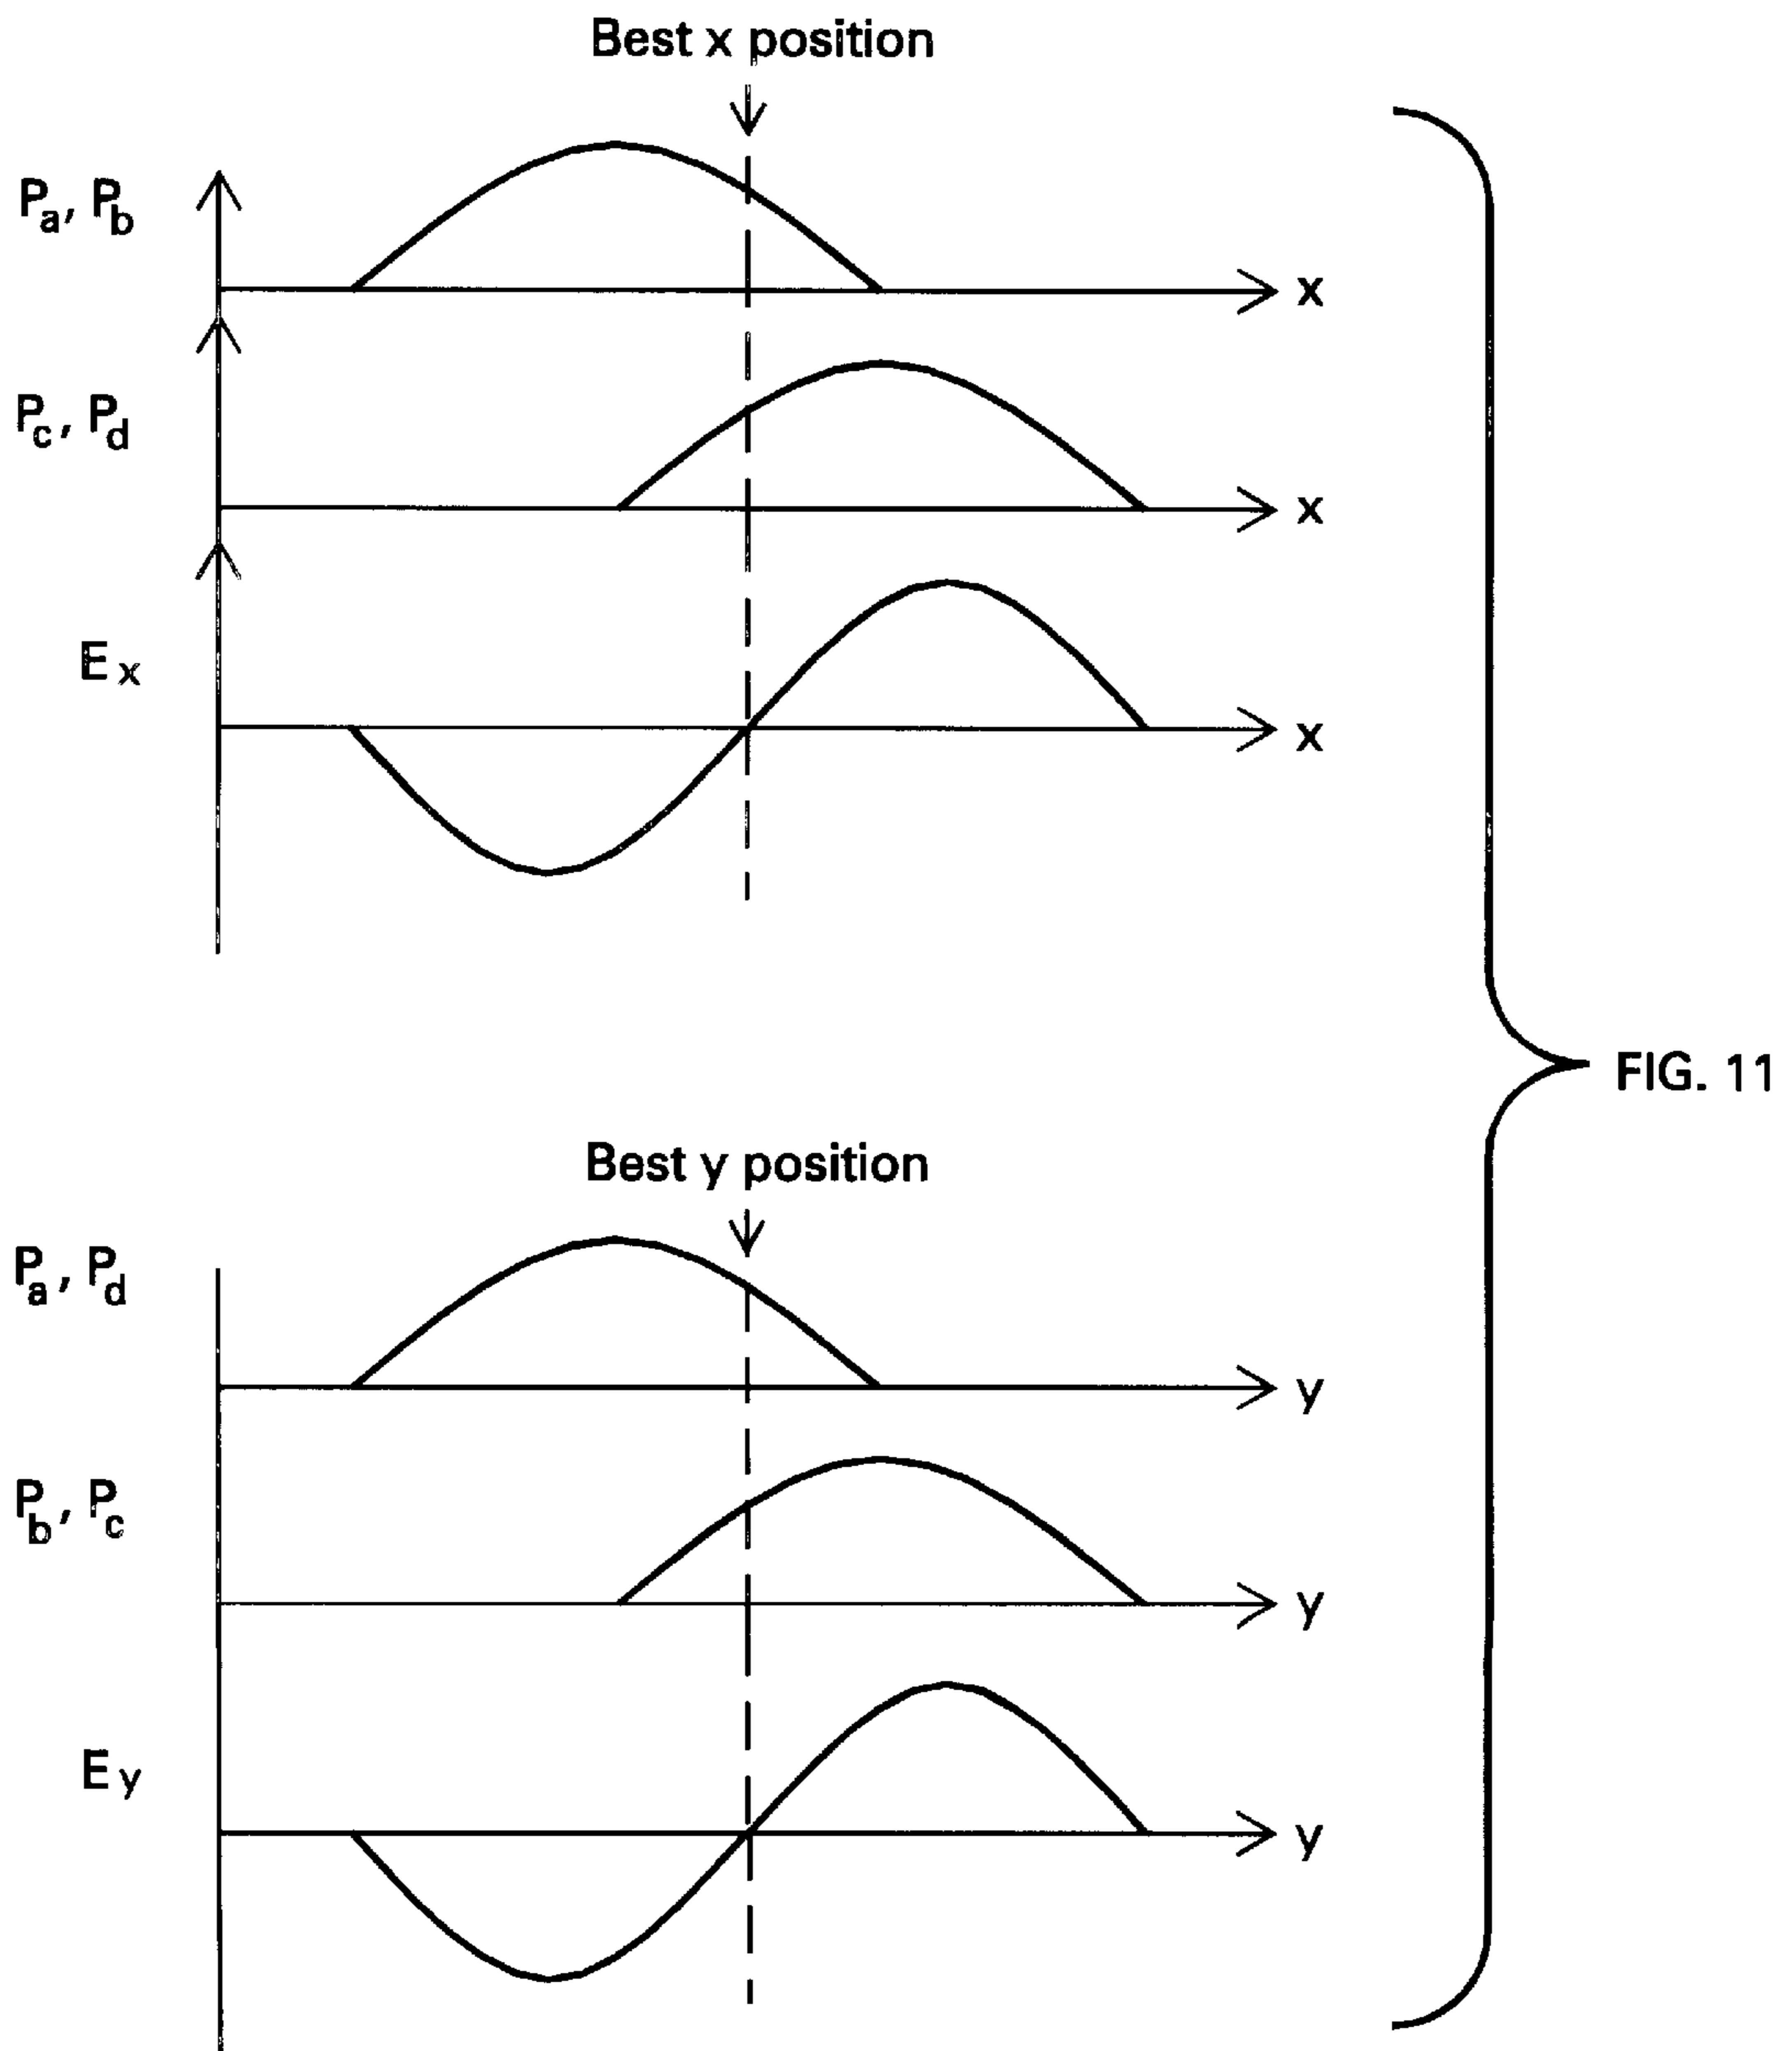 Best x position
Pa, Pb
x
Pc, Pd
x
Ex
x
FIG. 11
Best y position
Pa, Pd
y
Pb, Pc
y
Ey
y